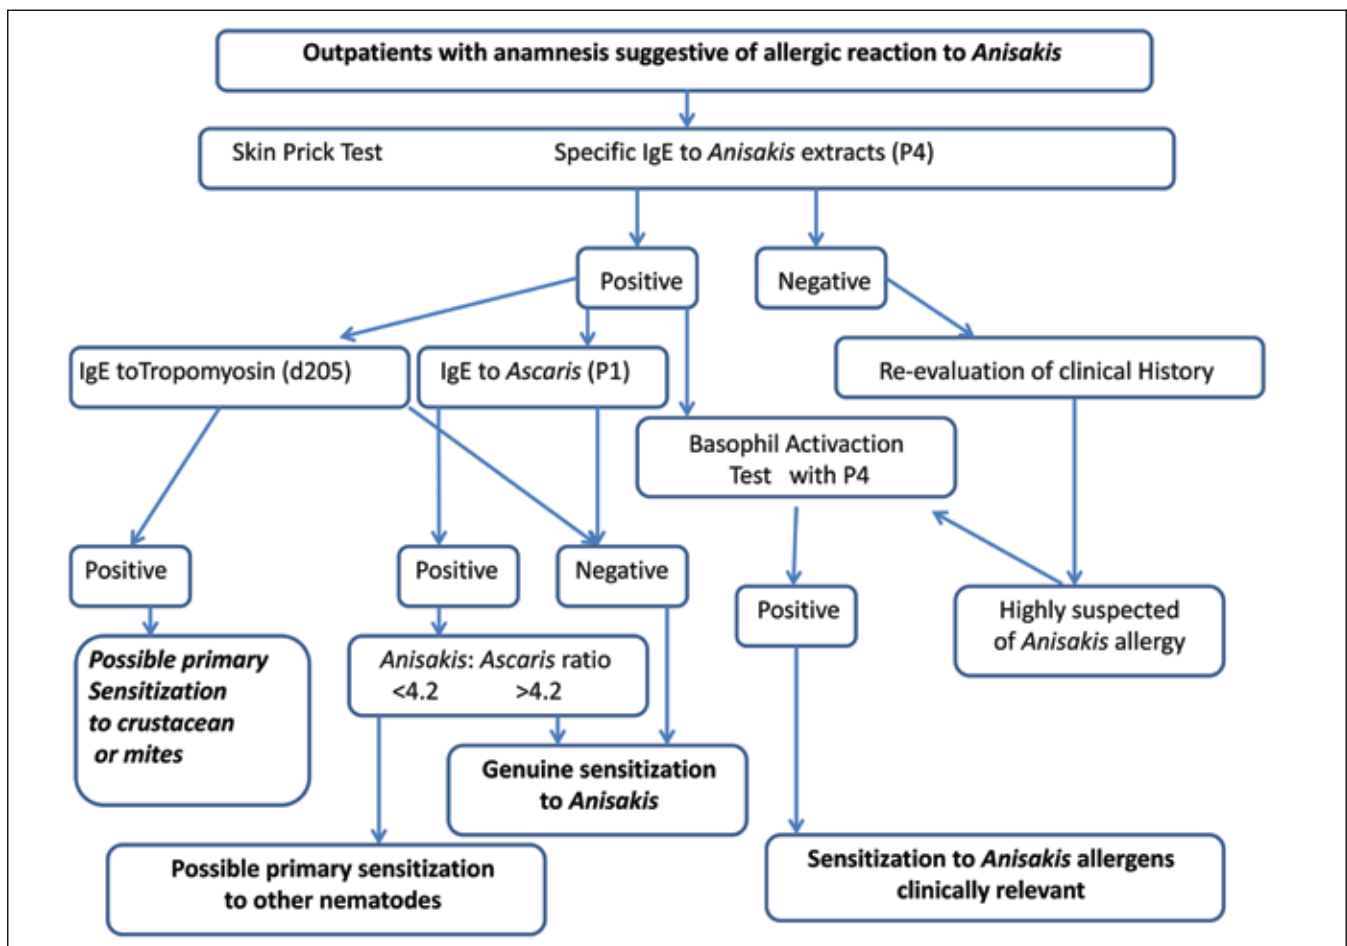 Outpatients with anamnesis suggestive of allergic reaction to Anisakis
Skin Prick Test Specific IgE to Anisakis extracts (P4)
Positive
Negative
IgE toTropomyosin (d205)
IgE to Ascaris (P1)
Re-evaluation of clinical History
Basophil Activaction
Test with P4
Positive
Positive
Negative
Positive
Highly suspected
of Anisakis allergy
Possible primary
Sensitization
to crustacean
or mites
Anisakis: Ascaris ratio
<4.2 >4.2
Genuine sensitization
to Anisakis
Possible primary sensitization
to other nematodes
Sensitization to Anisakis allergens
clinically relevant